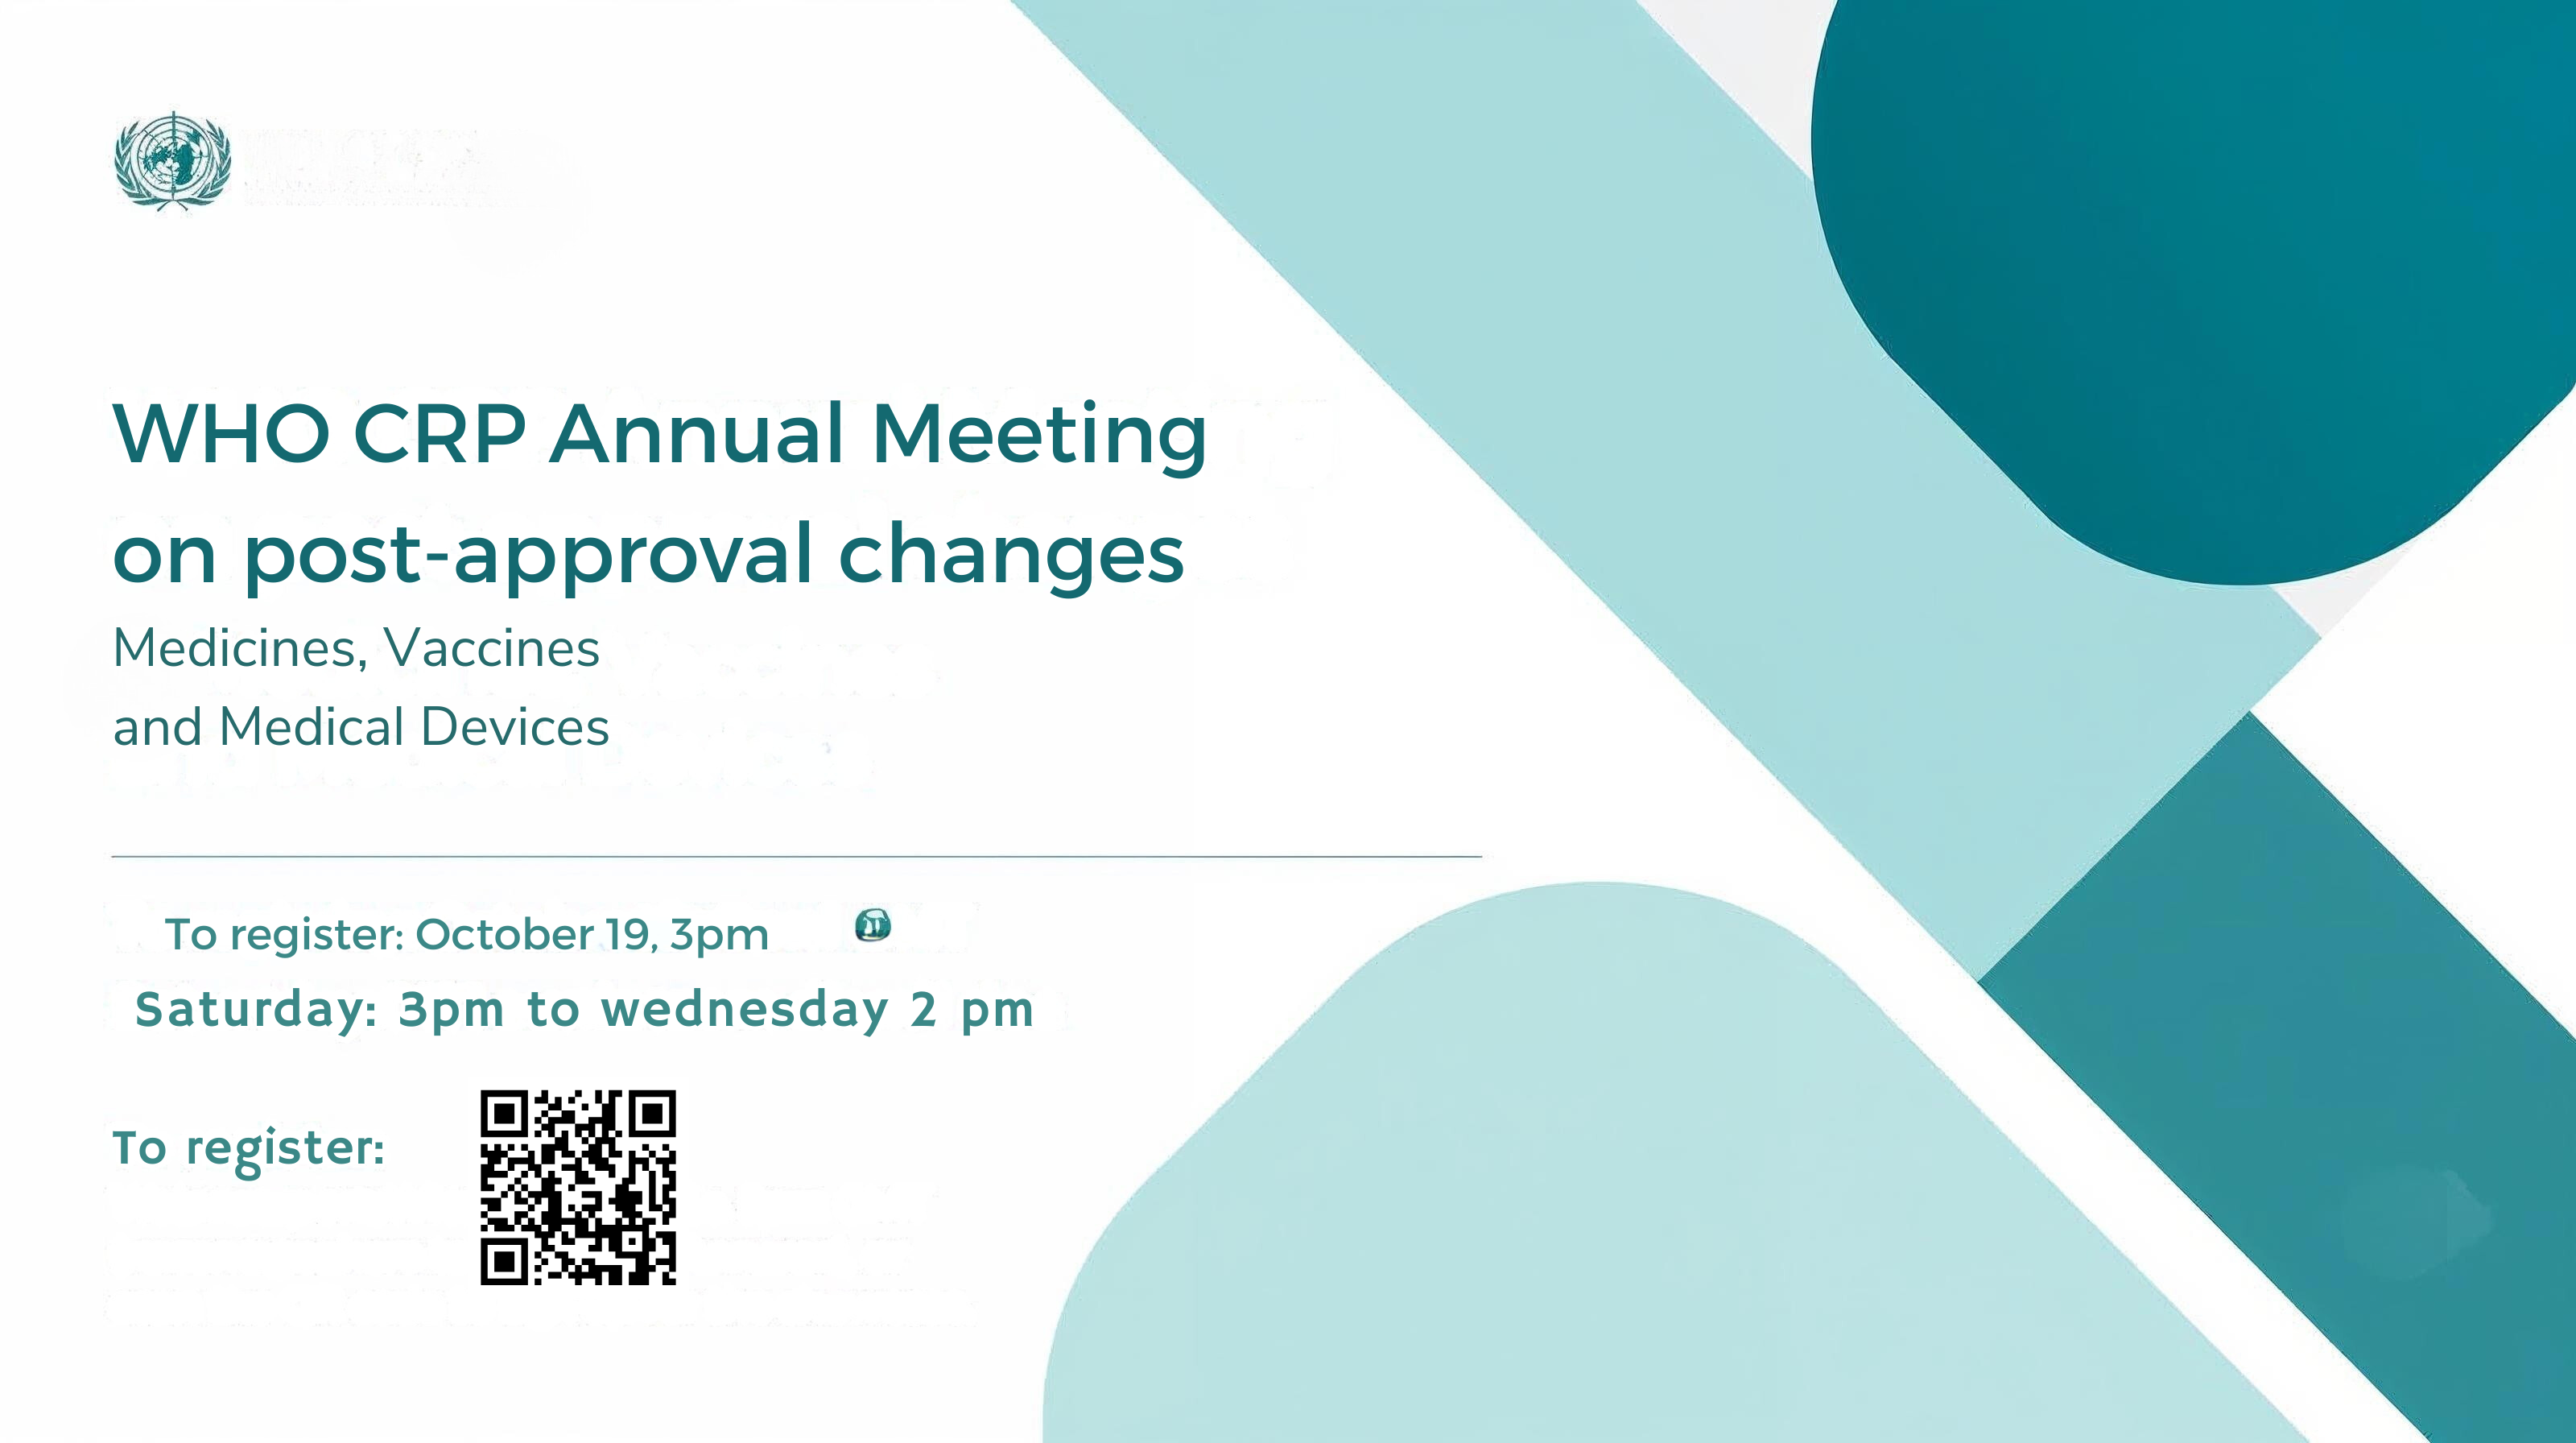 WHO CRP Annual Meeting
on post-approval changes
Medicines, Vaccines
and Medical Devices
To register: October 19, 3pm
Saturday: 3pm to wednesday 2 pm
To register: